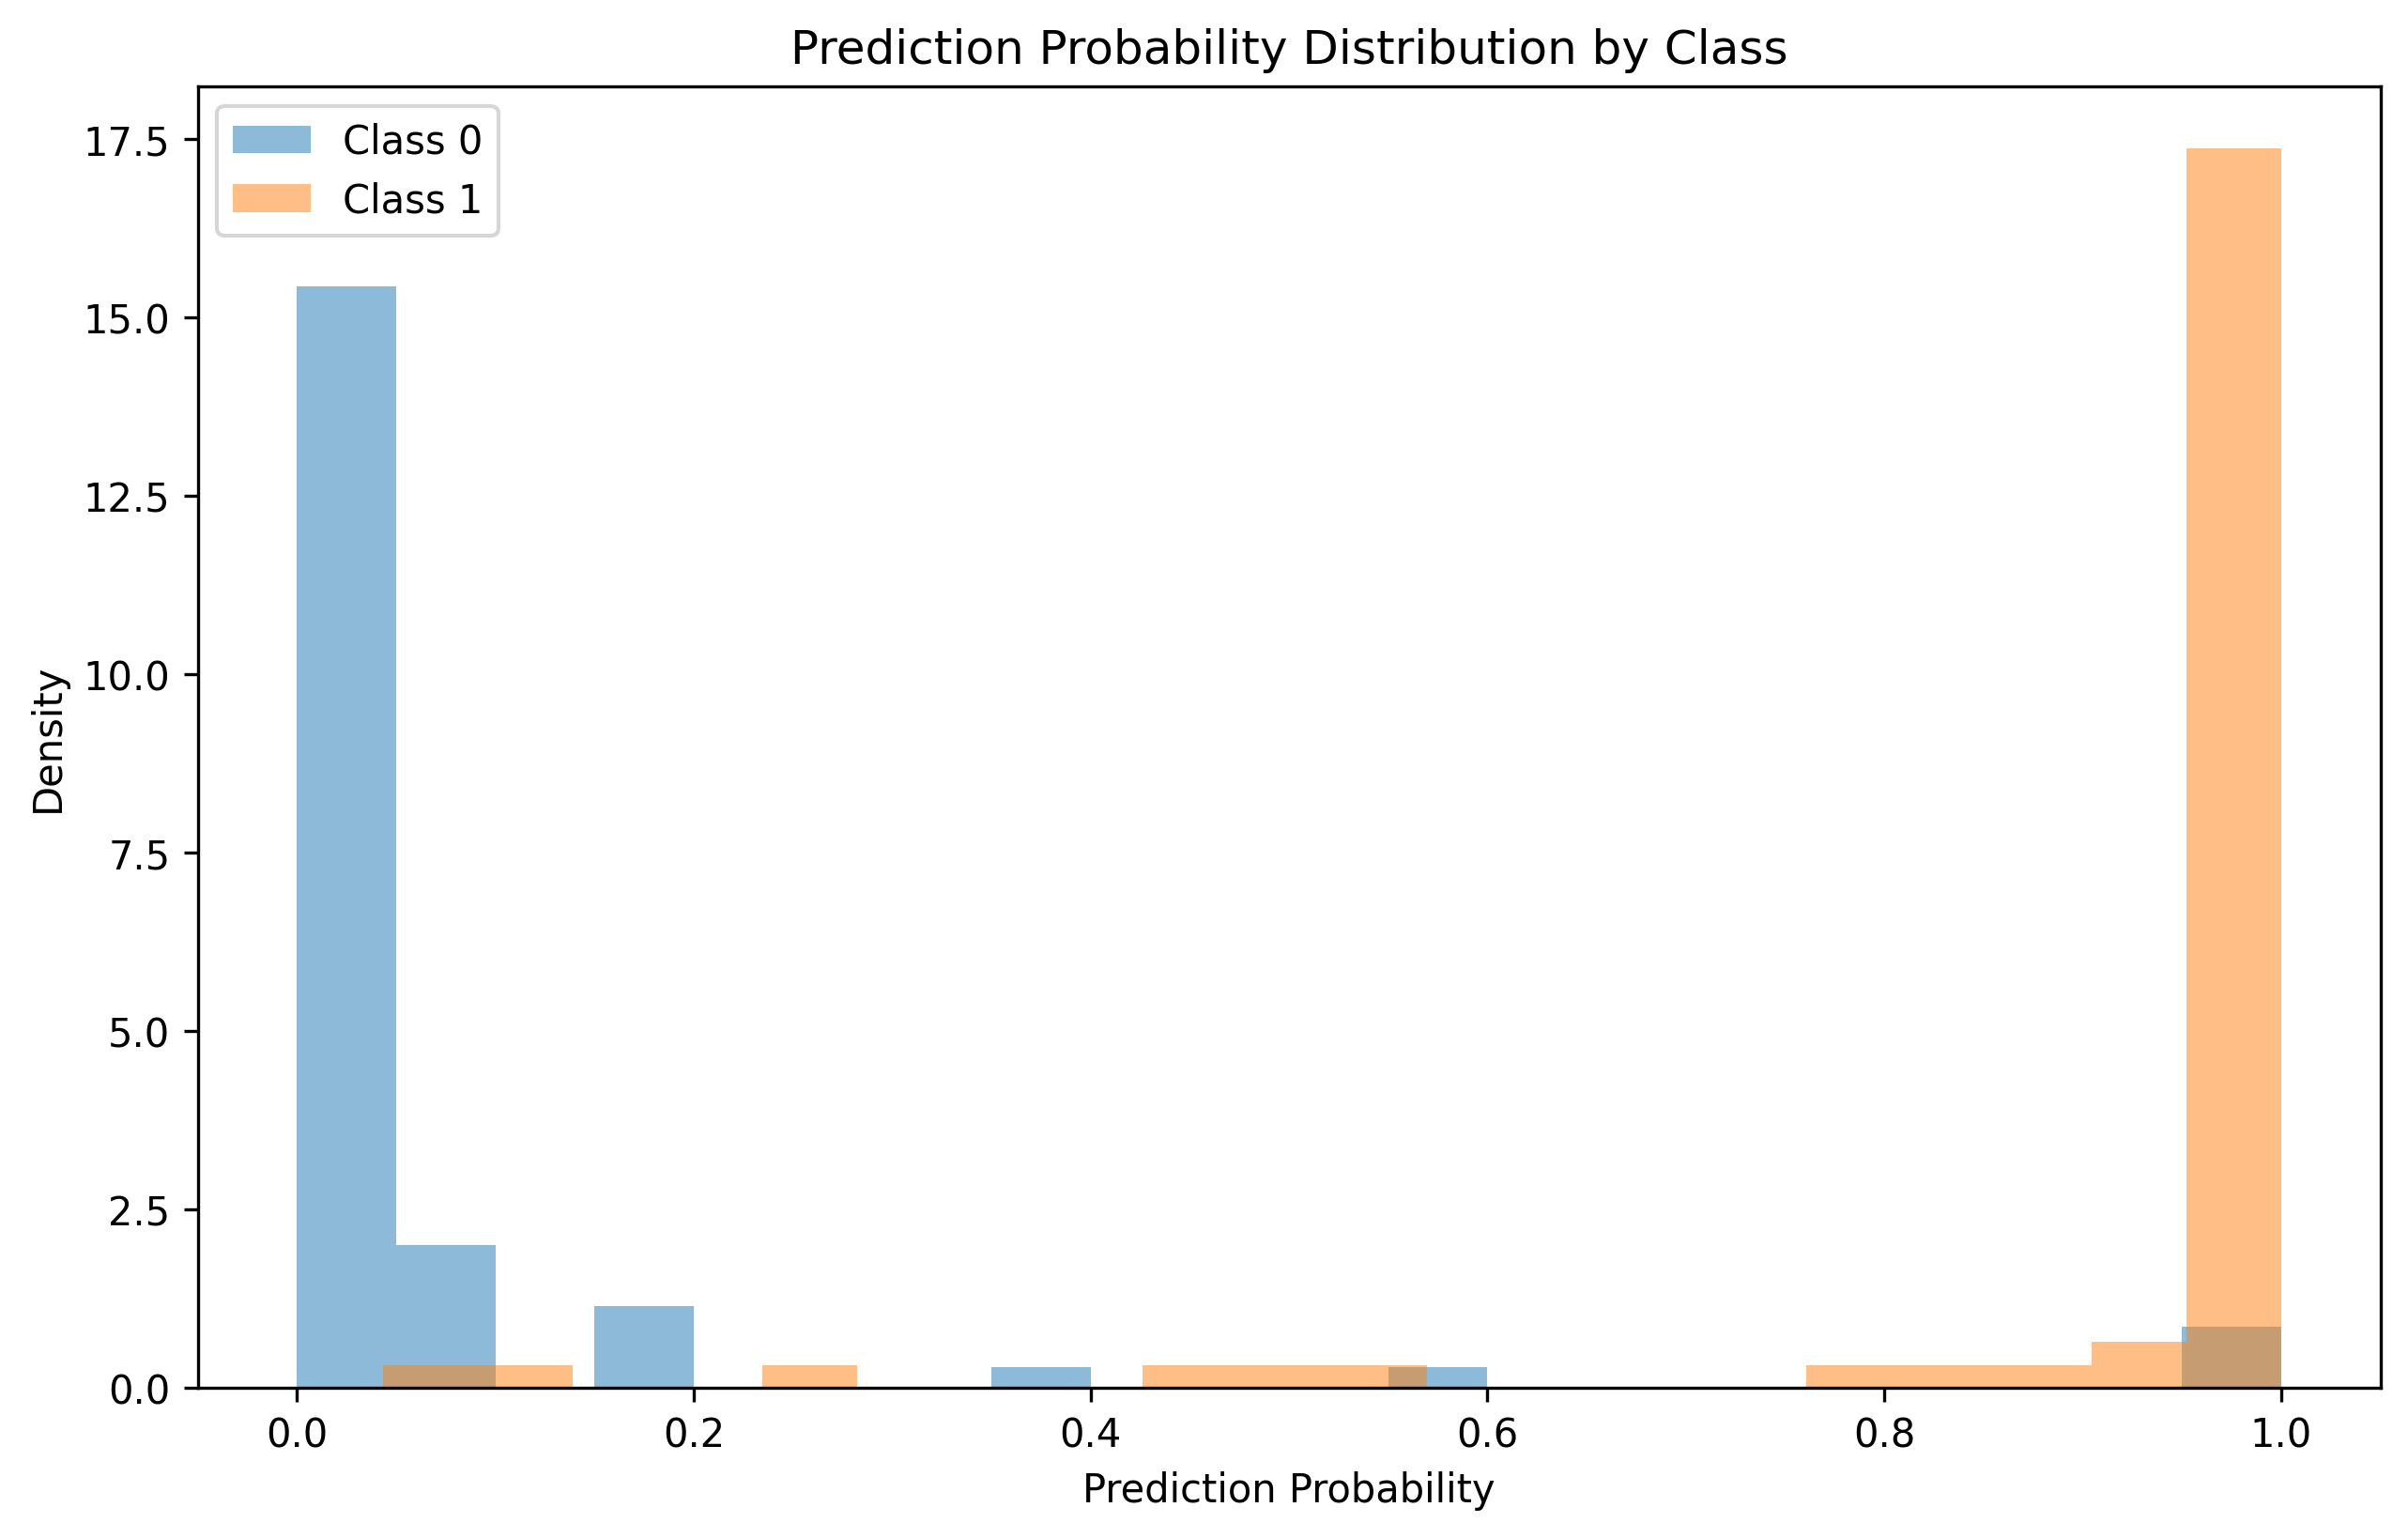 Prediction Probability Distribution by Class
Class 0
Class 1
17.5
15.0
12.5
10.0
7.5
5.0
2.5
0.0
Density
0.0 0.2 0.4 0.6 0.8 1.0
Prediction Probability